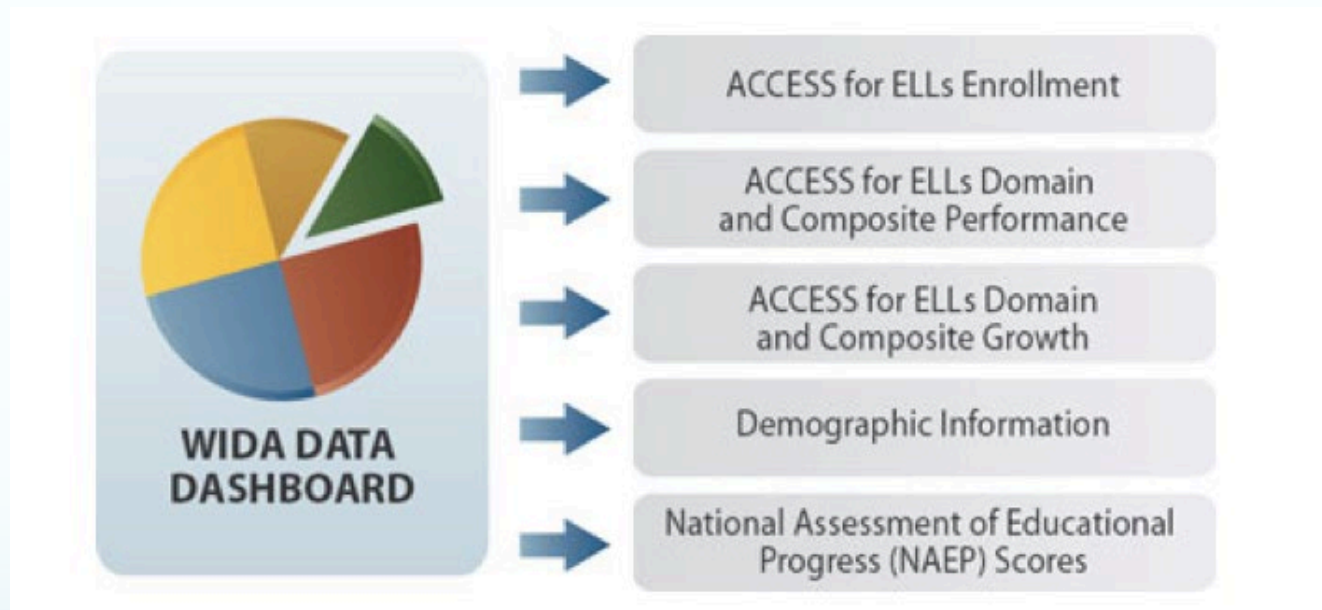 WIDA DATA
DASHBOARD
ACCESS for ELLs Enrollment
ACCESS for ELLs Domain
and Composite Performance
ACCESS for ELLs Domain
and Composite Growth
Demographic Information
National Assessment of Educational
Progress (NAEP) Scores